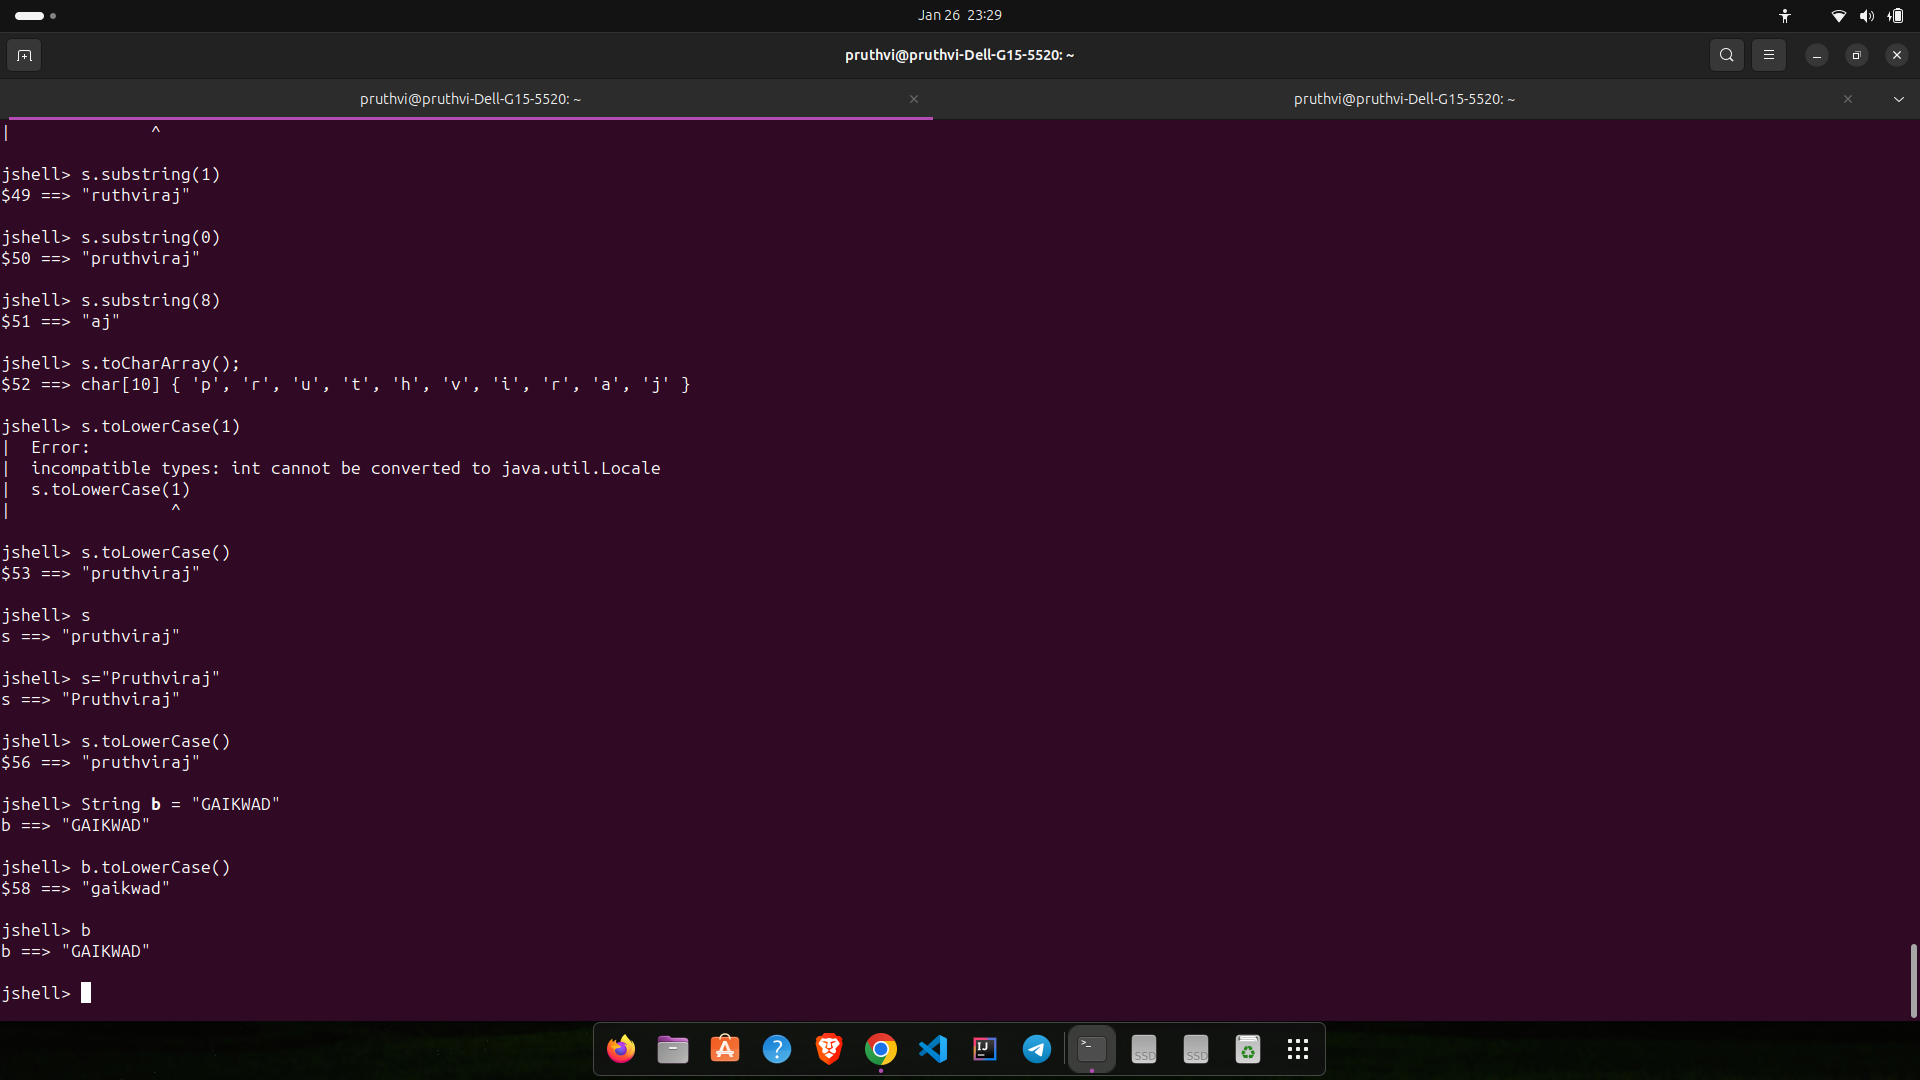 Jan 26 23:29
pruthvi@pruthvi-Dell-G15-5520: ~
pruthvi@pruthvi-Dell-G15-5520: ~
pruthvi@pruthvi-Dell-G15-5520: ~
| ^
jshell> s.substring(1)
$49 ==> "ruthviraj"
jshell> s.substring(0)
$50 ==> "pruthviraj"
jshell> s.substring(8)
$51 ==> "aj"
jshell> s.toCharArray();
$52 ==> char[10] { 'p', 'r', 'u', 't', 'h', 'v', 'i', 'r', 'a', 'j' }
jshell> s.toLowerCase(1)
| Error:
| incompatible types: int cannot be converted to java.util.Locale
| s.toLowerCase(1)
| ^
jshell> s.toLowerCase()
$53 ==> "pruthviraj"
jshell> s
s ==> "pruthviraj"
jshell> s="Pruthviraj"
s ==> "Pruthviraj"
jshell> s.toLowerCase()
$56 ==> "pruthviraj"
jshell> String b = "GAIKWAD"
b ==> "GAIKWAD"
jshell> b.toLowerCase()
$58 ==> "gaikwad"
jshell> b
b ==> "GAIKWAD"
jshell>
IJ
SSD
SSD